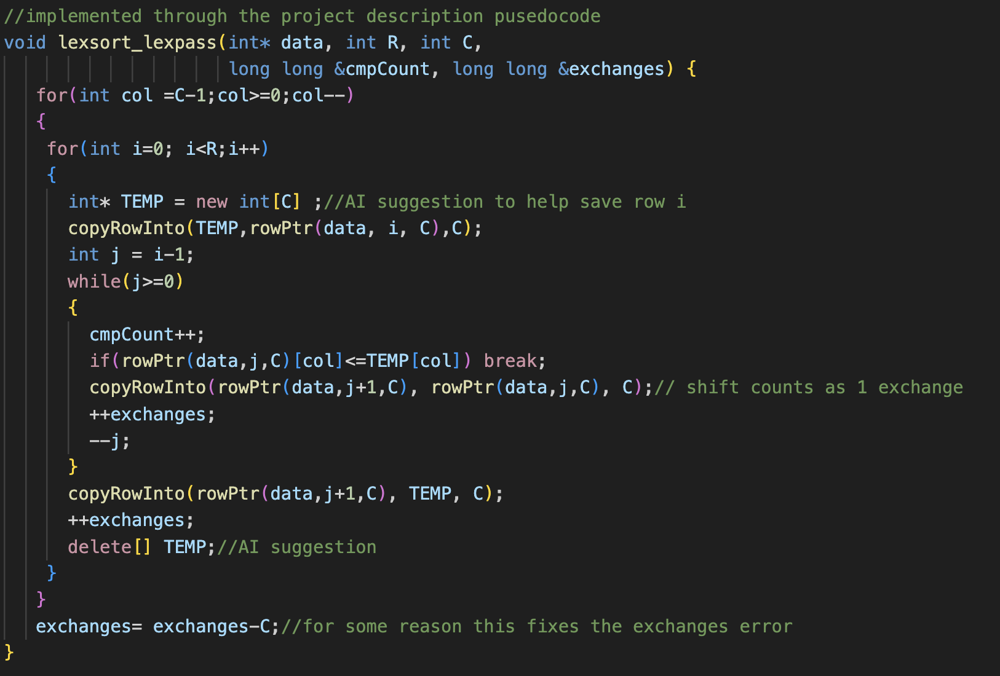 //implemented through the project description pusedocode
void lexsort_lexpass(int* data, int R, int C,
                     long long &cmpCount, long long &exchanges) {
   for(int col =C-1;col>=0;col--)
   {
    for(int i=0; i<R;i++)
    {
      int* TEMP = new int[C] ;//AI suggestion to help save row i
      copyRowInto(TEMP,rowPtr(data, i, C),C);
      int j = i-1;
      while(j>=0)
      {
        cmpCount++;
        if(rowPtr(data,j,C)[col]<=TEMP[col]) break;
        copyRowInto(rowPtr(data,j+1,C), rowPtr(data,j,C), C);// shift counts as 1 exchange
        ++exchanges;
        --j;
      }
      copyRowInto(rowPtr(data,j+1,C), TEMP, C);
      ++exchanges;
      delete[] TEMP;//AI suggestion
    }
   }
   exchanges= exchanges-C;//for some reason this fixes the exchanges error
}